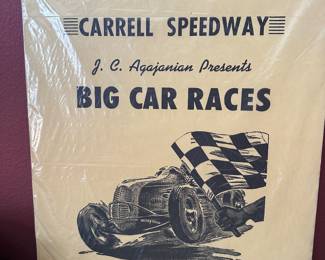 CARRELL SPEEDWAY
J. C. Agajanian Presents
BIG CAR RACES